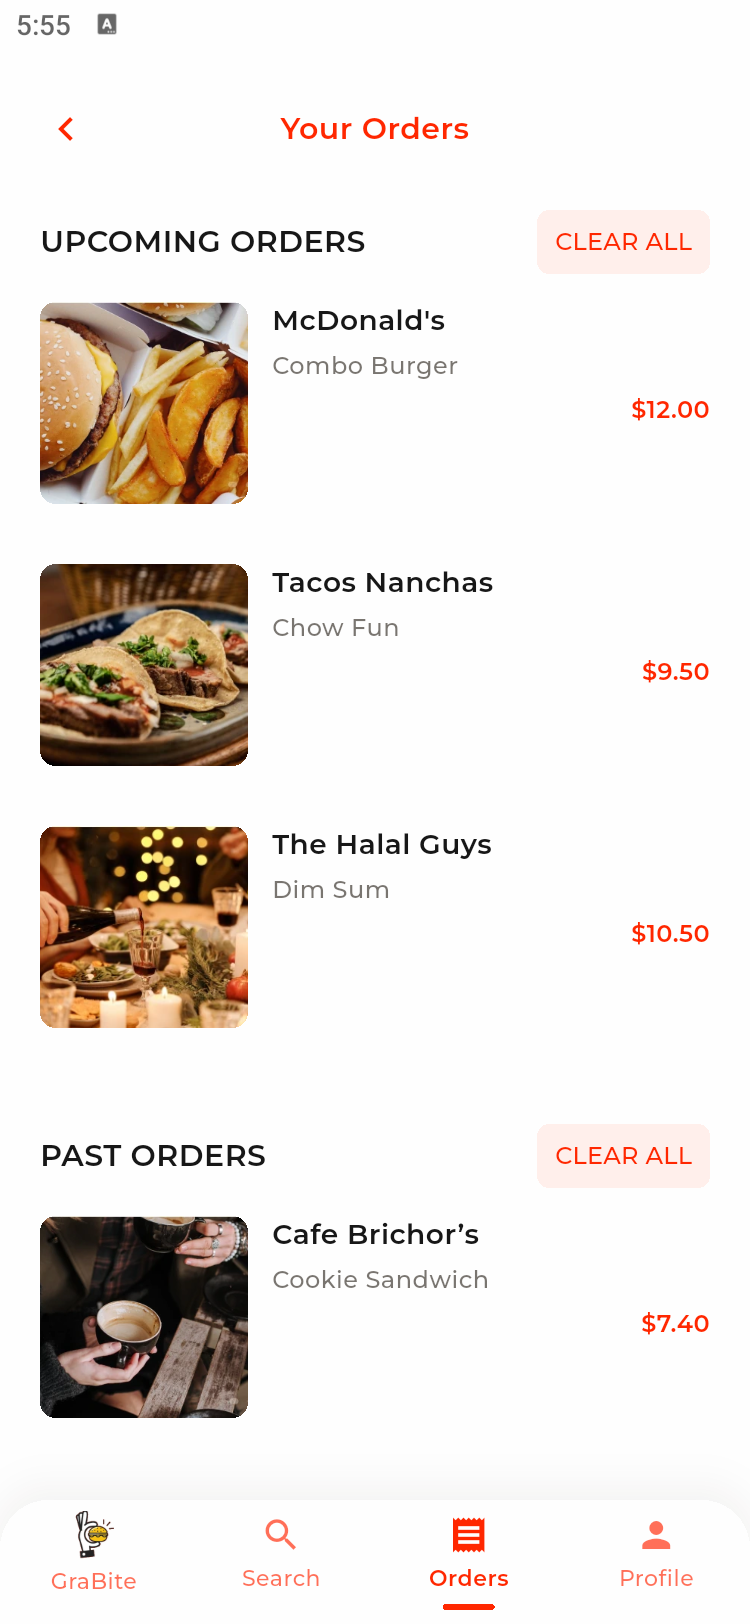 5:55
A
Your Orders
UPCOMING ORDERS
CLEAR ALL
McDonald's
Combo Burger
$12.00
Tacos Nanchas
Chow Fun
$9.50
The Halal Guys
Dim Sum
$10.50
PAST ORDERS
CLEAR ALL
Cafe Brichor’s
Cookie Sandwich
$7.40
GraBite
Search
Orders
Profile